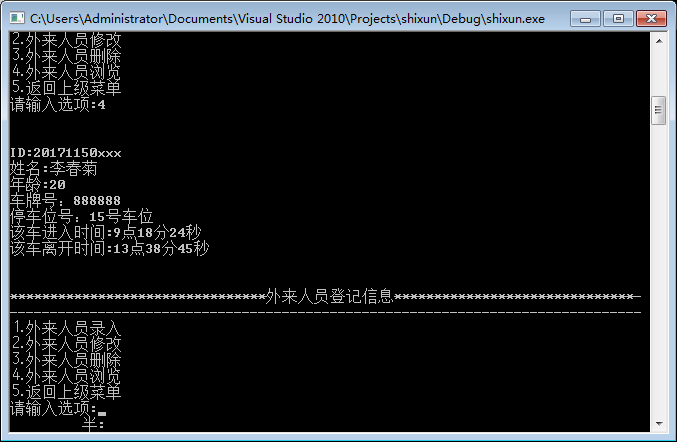 C:\Users\Administrator\Documents\Visual Studio 2010\Projects\shixun\Debug\shixun.exe
2.外来人员修改
3.外来人员删除
4.外来人员浏览
5.返回上级菜单
请输入选项:4
ID:20171150xxx
姓名:李春菊
年龄:20
车牌号：888888
停车位号：15号车位
该车进入时间:9点18分24秒
该车离开时间:13点38分45秒
********************************外来人员登记信息******************************-
-------------------------------------------------------------------------------
1.外来人员录入
2.外来人员修改
3.外来人员删除
4.外来人员浏览
5.返回上级菜单
请输入选项:_
半: